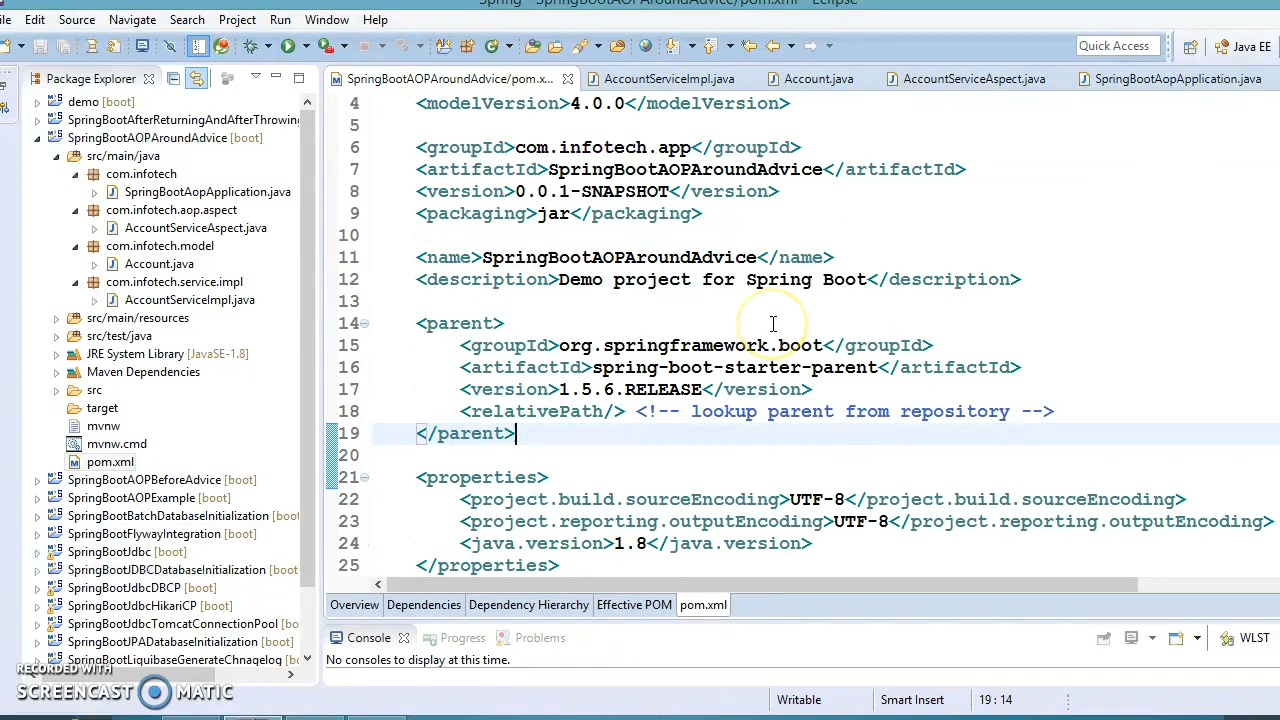 Spring - SpringBootAOPAroundAdvice/pom.xml - Eclipse
Edit Source Navigate Search Project Run Window Help
Quick Access
Java EE
Package Explorer
SpringBootAOPAroundAdvice/pom.x...
AccountServiceImpl.java
Account.java
AccountServiceAspect.java
SpringBootAopApplication.java
demo [boot]
SpringBootAfterReturningAndAfterThrowing
SpringBootAOPAroundAdvice [boot]
src/main/java
com.infotech
SpringBootAopApplication.java
com.infotech.aop.aspect
AccountServiceAspect.java
com.infotech.model
Account.java
com.infotech.service.impl
AccountServiceImpl.java
src/main/resources
src/test/java
JRE System Library [JavaSE-1.8]
Maven Dependencies
src
target
mvnw
mvnw.cmd
pom.xml
SpringBootAOPBeforeAdvice [boot]
SpringBootAOPExample [boot]
SpringBootBatchDatabaseInitialization [boot]
SpringBootFlywayIntegration [boot]
SpringBootJdbc [boot]
SpringBootJDBCDatabaseInitialization [boot]
SpringBootJdbcDBCP [boot]
SpringBootJdbcHikariCP [boot]
SpringBootJdbcTomcatConnectionPool [boot]
SpringBootJPADatabaseInitialization [boot]
SpringBootLiquibaseGenerateChnagelog [boo
4 <modelVersion>4.0.0</modelVersion>
5
6 <groupId>com.infotech.app</groupId>
7 <artifactId>SpringBootAOPAroundAdvice</artifactId>
8 <version>0.0.1-SNAPSHOT</version>
9 <packaging>jar</packaging>
10
11 <name>SpringBootAOPAroundAdvice</name>
12 <description>Demo project for Spring Boot</description>
13
14 <parent>
15 <groupId>org.springframework.boot</groupId>
16 <artifactId>spring-boot-starter-parent</artifactId>
17 <version>1.5.6.RELEASE</version>
18 <relativePath/> <!-- lookup parent from repository -->
19 </parent>
20
21 <properties>
22 <project.build.sourceEncoding>UTF-8</project.build.sourceEncoding>
23 <project.reporting.outputEncoding>UTF-8</project.reporting.outputEncoding>
24 <java.version>1.8</java.version>
25 </properties>
Overview Dependencies Dependency Hierarchy Effective POM pom.xml
Console Progress Problems
WLST
No consoles to display at this time.
RECORDED WITH
SCREENCAST MATIC
Writable Smart Insert 19 : 14